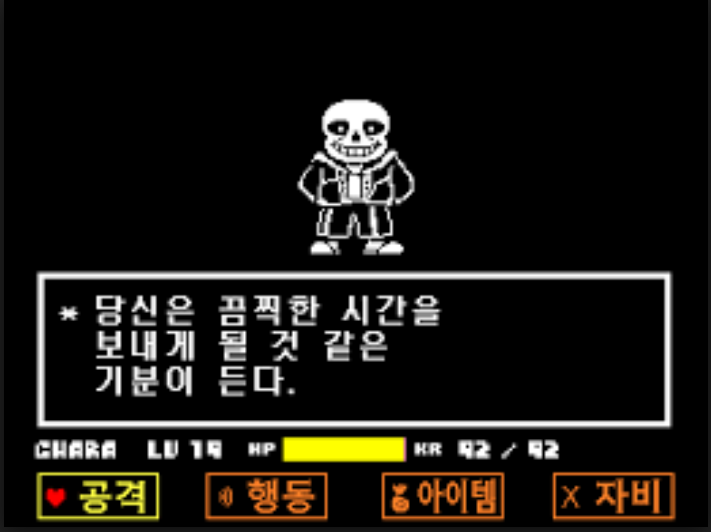 * 당신은 끔찍한 시간을
보내게 될 것 같은
기분이 든다.
CHARA LV 19 HP KR 92 / 92
공격 행동 아이템 X 자비